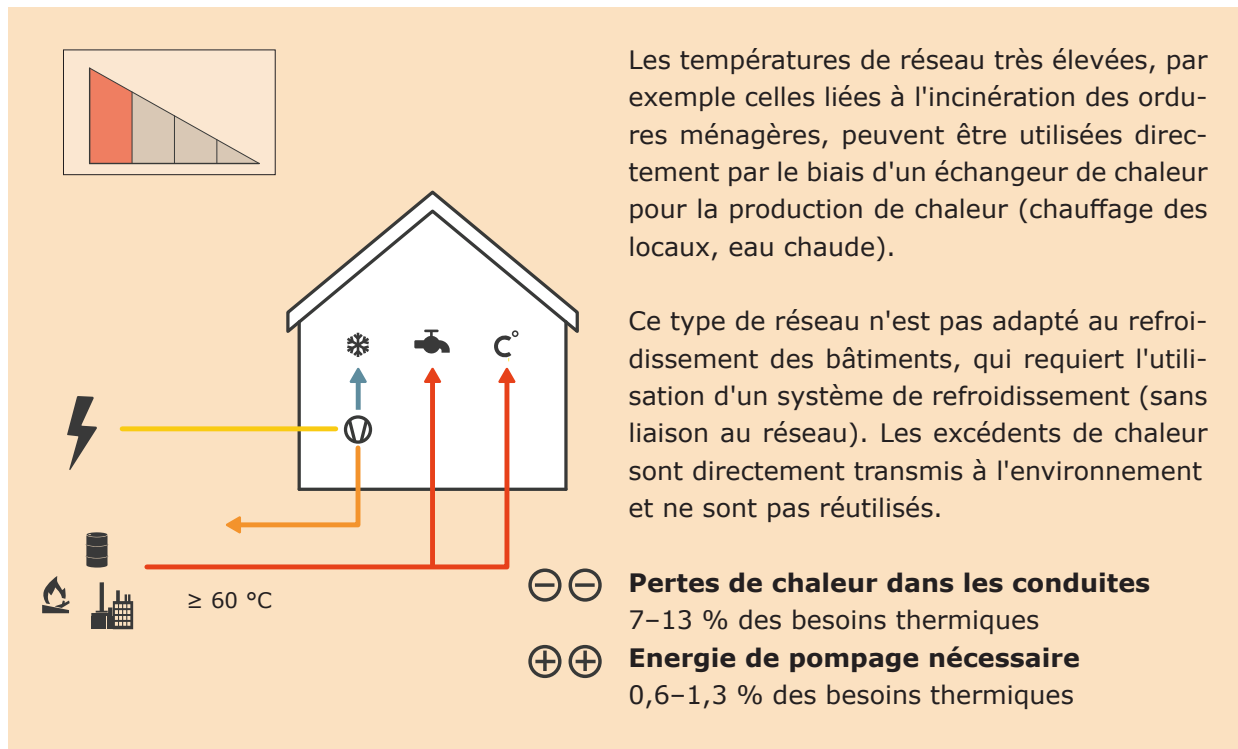 Les températures de réseau très élevées, par
exemple celles liées à l'incinération des ordu-
res ménagères, peuvent être utilisées direc-
tement par le biais d'un échangeur de chaleur
pour la production de chaleur (chauffage des
locaux, eau chaude).
Ce type de réseau n'est pas adapté au refroi-
dissement des bâtiments, qui requiert l'utili-
sation d'un système de refroidissement (sans
liaison au réseau). Les excédents de chaleur
sont directement transmis à l'environnement
et ne sont pas réutilisés.
C°
≥ 60 °C
Pertes de chaleur dans les conduites
7–13 % des besoins thermiques
Energie de pompage nécessaire
0,6–1,3 % des besoins thermiques